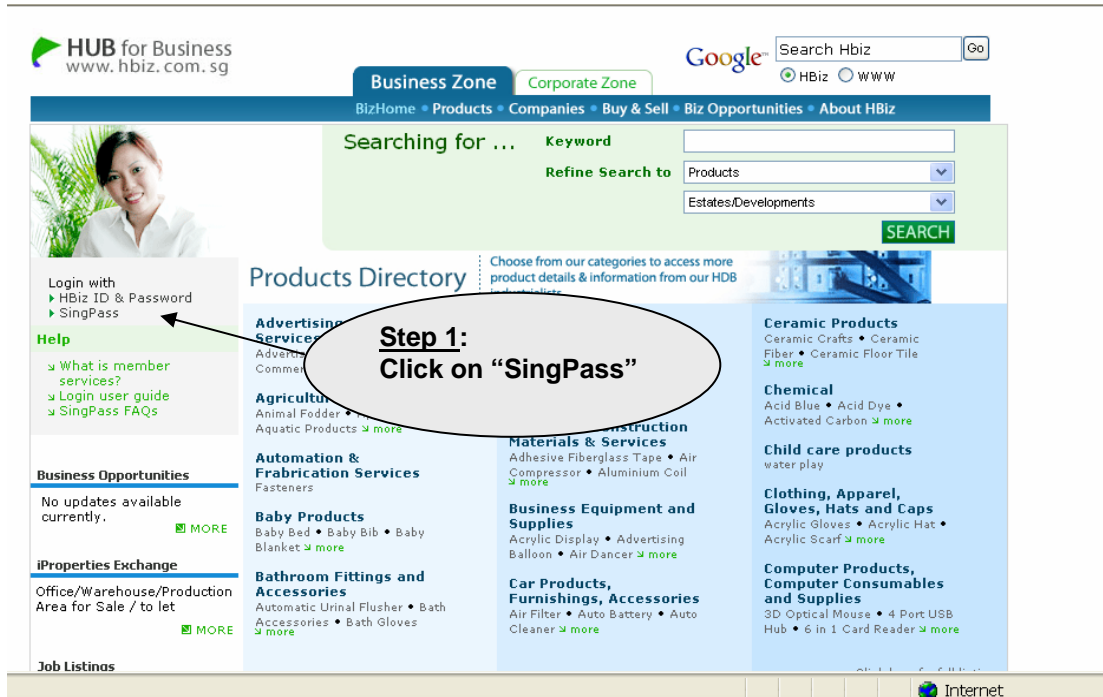 HUB for Business
www.hbiz.com.sg
Business Zone
Corporate Zone
Google™
Search Hbiz
Go
HBiz WWW
BizHome • Products • Companies • Buy & Sell • Biz Opportunities • About HBiz
Searching for ...
Keyword
Refine Search to
Products
Estates/Developments
SEARCH
Login with
HBiz ID & Password
SingPass
Help
What is member
services?
Login user guide
SingPass FAQs
Business Opportunities
No updates available
currently.
MORE
iProperties Exchange
Office/Warehouse/Production
Area for Sale / to let
MORE
Job Listings
Products Directory
Choose from our categories to access more
product details & information from our HDB
Step 1:
Click on “SingPass”
Services
Animal Fodder •
Aquatic Products more
Automation &
Frabrication Services
Fasteners
Baby Products
Baby Bed • Baby Bib • Baby
Blanket more
Bathroom Fittings and
Accessories
Automatic Urinal Flusher • Bath
Accessories • Bath Gloves
more
Materials & Services
Adhesive Fiberglass Tape • Air
Compressor • Aluminium Coil
more
Business Equipment and
Supplies
Acrylic Display • Advertising
Balloon • Air Dancer more
Car Products,
Furnishings, Accessories
Air Filter • Auto Battery • Auto
Cleaner more
Ceramic Products
Ceramic Crafts • Ceramic
Fiber • Ceramic Floor Tile
more
Chemical
Acid Blue • Acid Dye •
Activated Carbon more
Child care products
water play
Clothing, Apparel,
Gloves, Hats and Caps
Acrylic Gloves • Acrylic Hat •
Acrylic Scarf more
Computer Products,
Computer Consumables
and Supplies
3D Optical Mouse • 4 Port USB
Hub • 6 in 1 Card Reader more
Internet